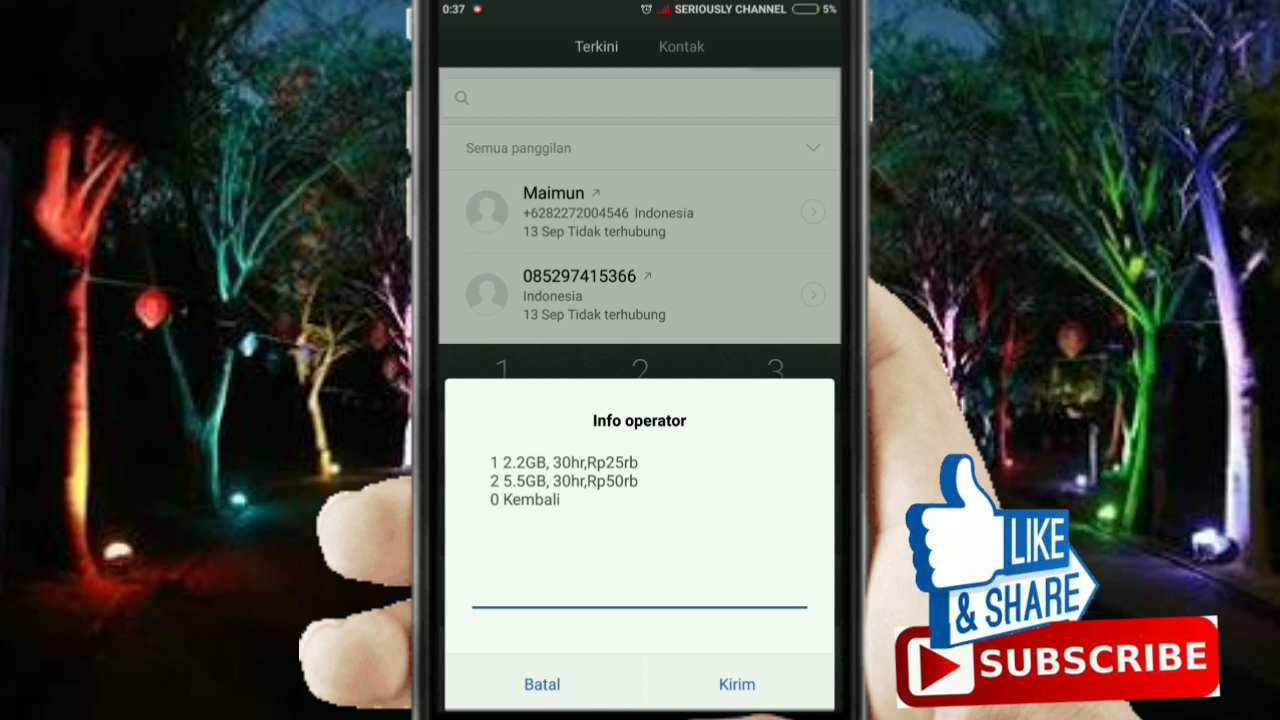 0:37 SERIOUSLY CHANNEL 5%
Terkini Kontak
Semua panggilan
Maimun
+6282272004546 Indonesia
13 Sep Tidak terhubung
085297415366
Indonesia
13 Sep Tidak terhubung
1 2 3
Info operator
1 2.2GB, 30hr,Rp25rb
2 5.5GB, 30hr,Rp50rb
0 Kembali
Batal Kirim
LIKE
& SHARE
SUBSCRIBE